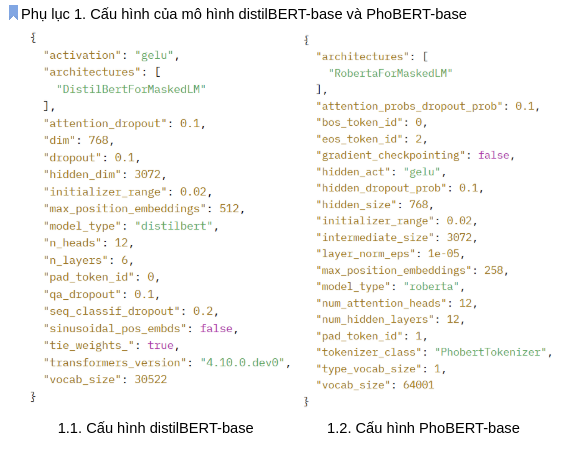 Phụ lục 1. Cấu hình của mô hình distilBERT-base và PhoBERT-base
{
"activation": "gelu",
"architectures": [
"DistilBertForMaskedLM"
],
"attention_dropout": 0.1,
"dim": 768,
"dropout": 0.1,
"hidden_dim": 3072,
"initializer_range": 0.02,
"max_position_embeddings": 512,
"model_type": "distilbert",
"n_heads": 12,
"n_layers": 6,
"pad_token_id": 0,
"qa_dropout": 0.1,
"seq_classif_dropout": 0.2,
"sinusoidal_pos_embds": false,
"tie_weights_": true,
"transformers_version": "4.10.0.dev0",
"vocab_size": 30522
}
1.1. Cấu hình distilBERT-base
{
"architectures": [
"RobertaForMaskedLM"
],
"attention_probs_dropout_prob": 0.1,
"bos_token_id": 0,
"eos_token_id": 2,
"gradient_checkpointing": false,
"hidden_act": "gelu",
"hidden_dropout_prob": 0.1,
"hidden_size": 768,
"initializer_range": 0.02,
"intermediate_size": 3072,
"layer_norm_eps": 1e-05,
"max_position_embeddings": 258,
"model_type": "roberta",
"num_attention_heads": 12,
"num_hidden_layers": 12,
"pad_token_id": 1,
"tokenizer_class": "PhobertTokenizer",
"type_vocab_size": 1,
"vocab_size": 64001
}
1.2. Cấu hình PhoBERT-base